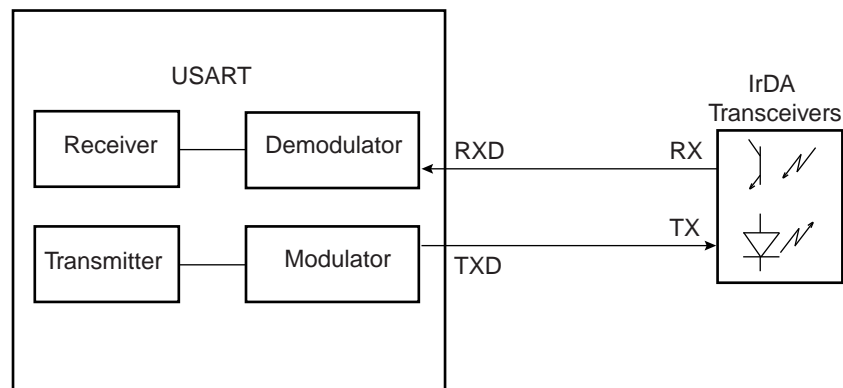 USART
IrDA
Transceivers
Receiver
Demodulator
RXD
RX
Transmitter
Modulator
TXD
TX